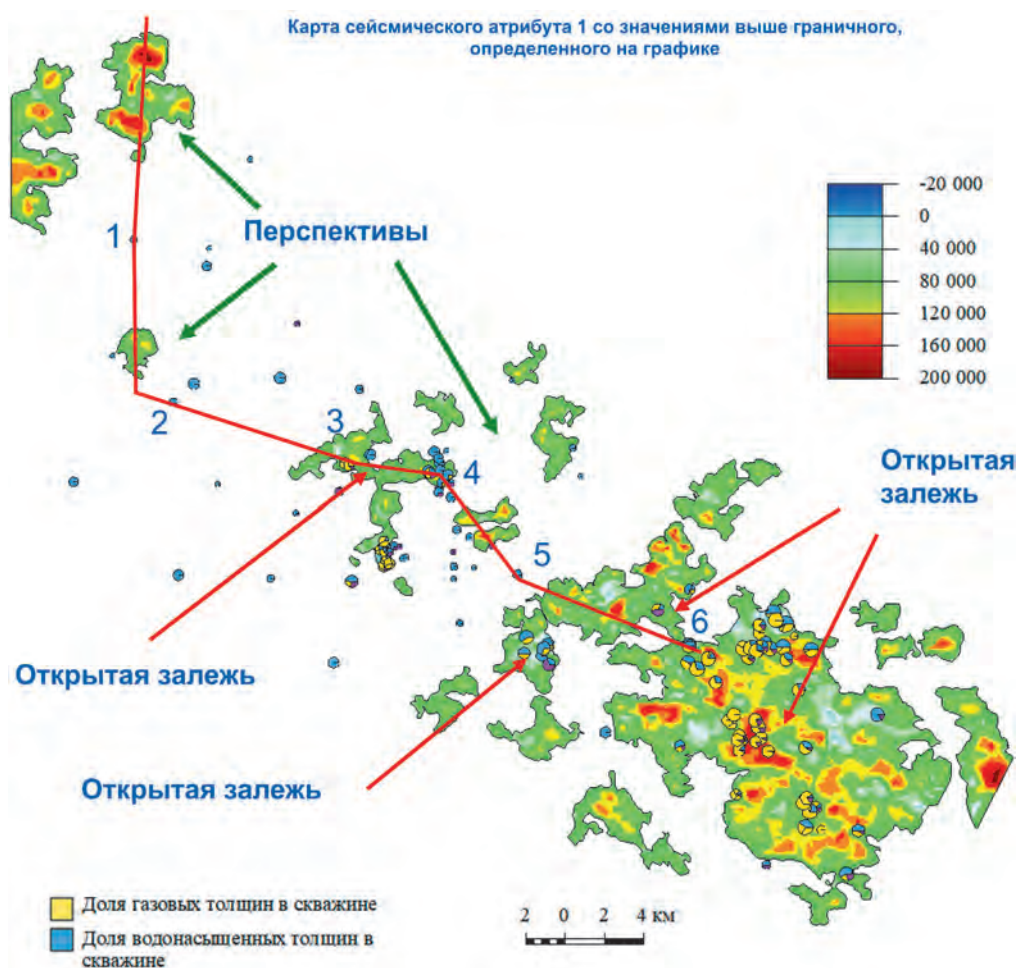 Карта сейсмического атрибута 1 со значениями выше граничного,
определенного на графике
-20 000
0
40 000
80 000
120 000
160 000
200 000
1
Перспективы
2
3
4
Открытая
залежь
5
6
Открытая залежь
Открытая залежь
Доля газовых толщин в скважине
Доля водонасыщенных толщин в
скважине
2 0 4 км